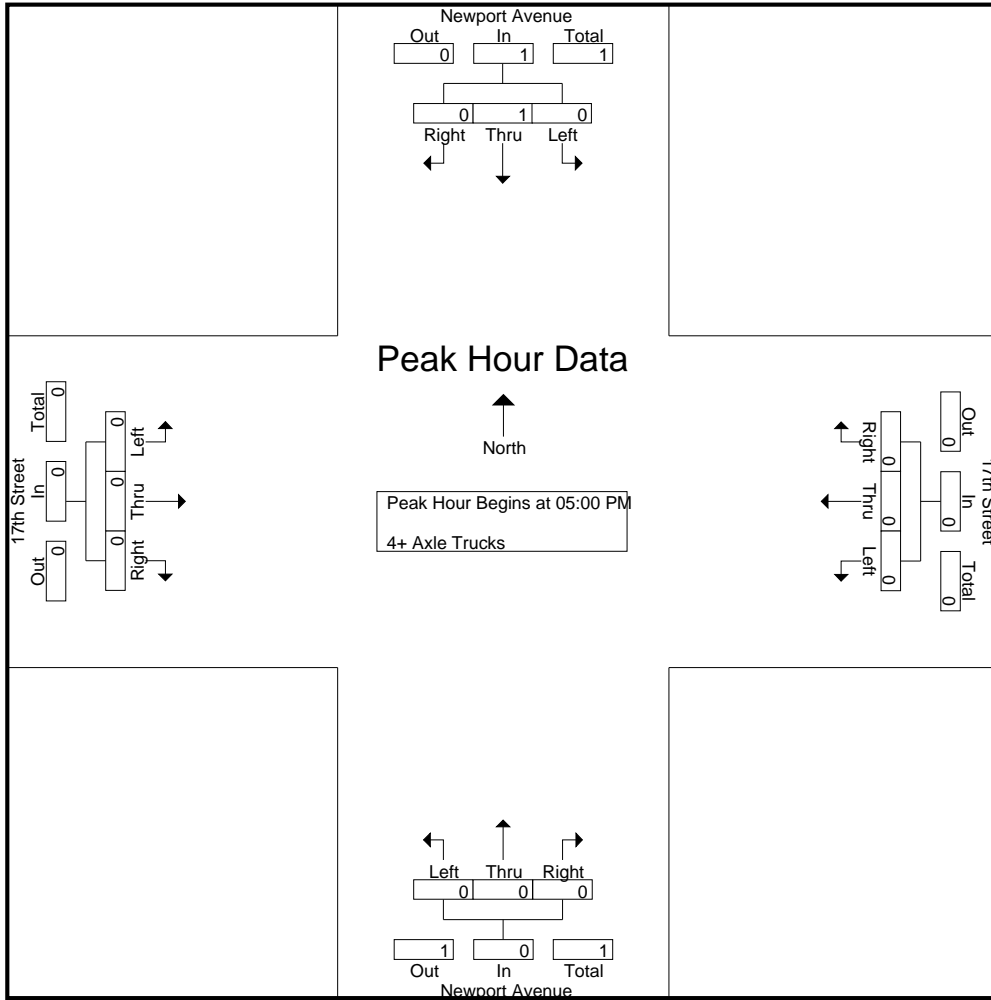 Newport Avenue
Out In Total
0 1 1
0 1 0
Right Thru Left
Peak Hour Data
North
Peak Hour Begins at 05:00 PM
4+ Axle Trucks
17th Street
Total In Out
0 0 0
0 0 0
Left Thru Right
17th Street
Out In Total
0 0 0
0 0 0
Right Thru Left
Left Thru Right
0 0 0
1 0 1
Out In Total
Newport Avenue